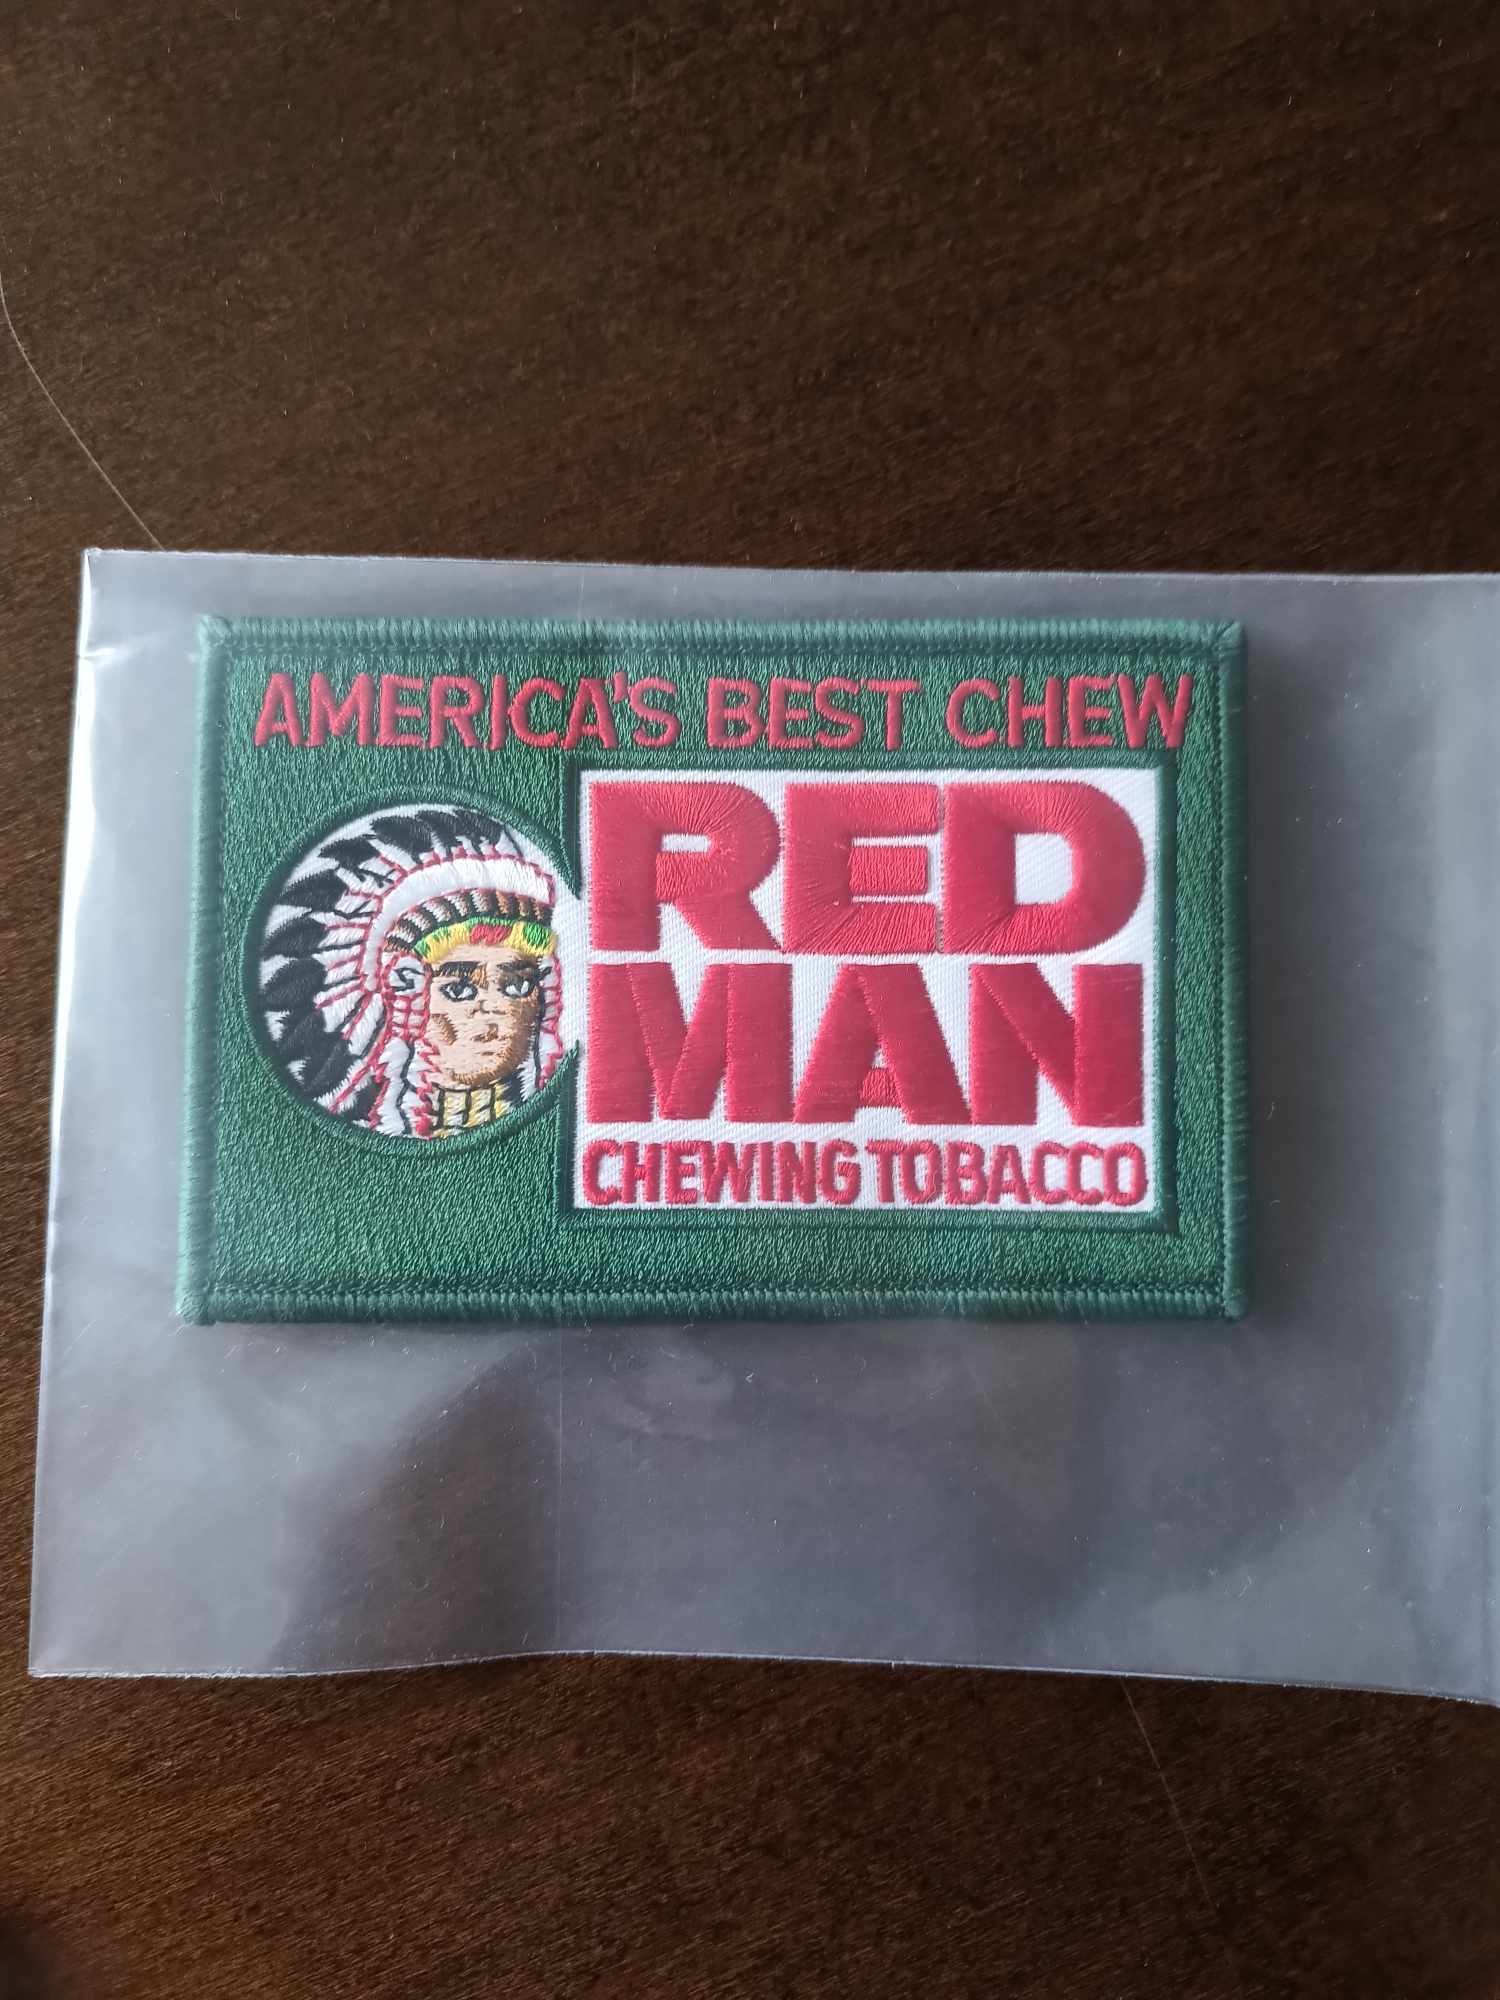 AMERICA'S BEST CHEW
RED
MAN
CHEWING TOBACCO